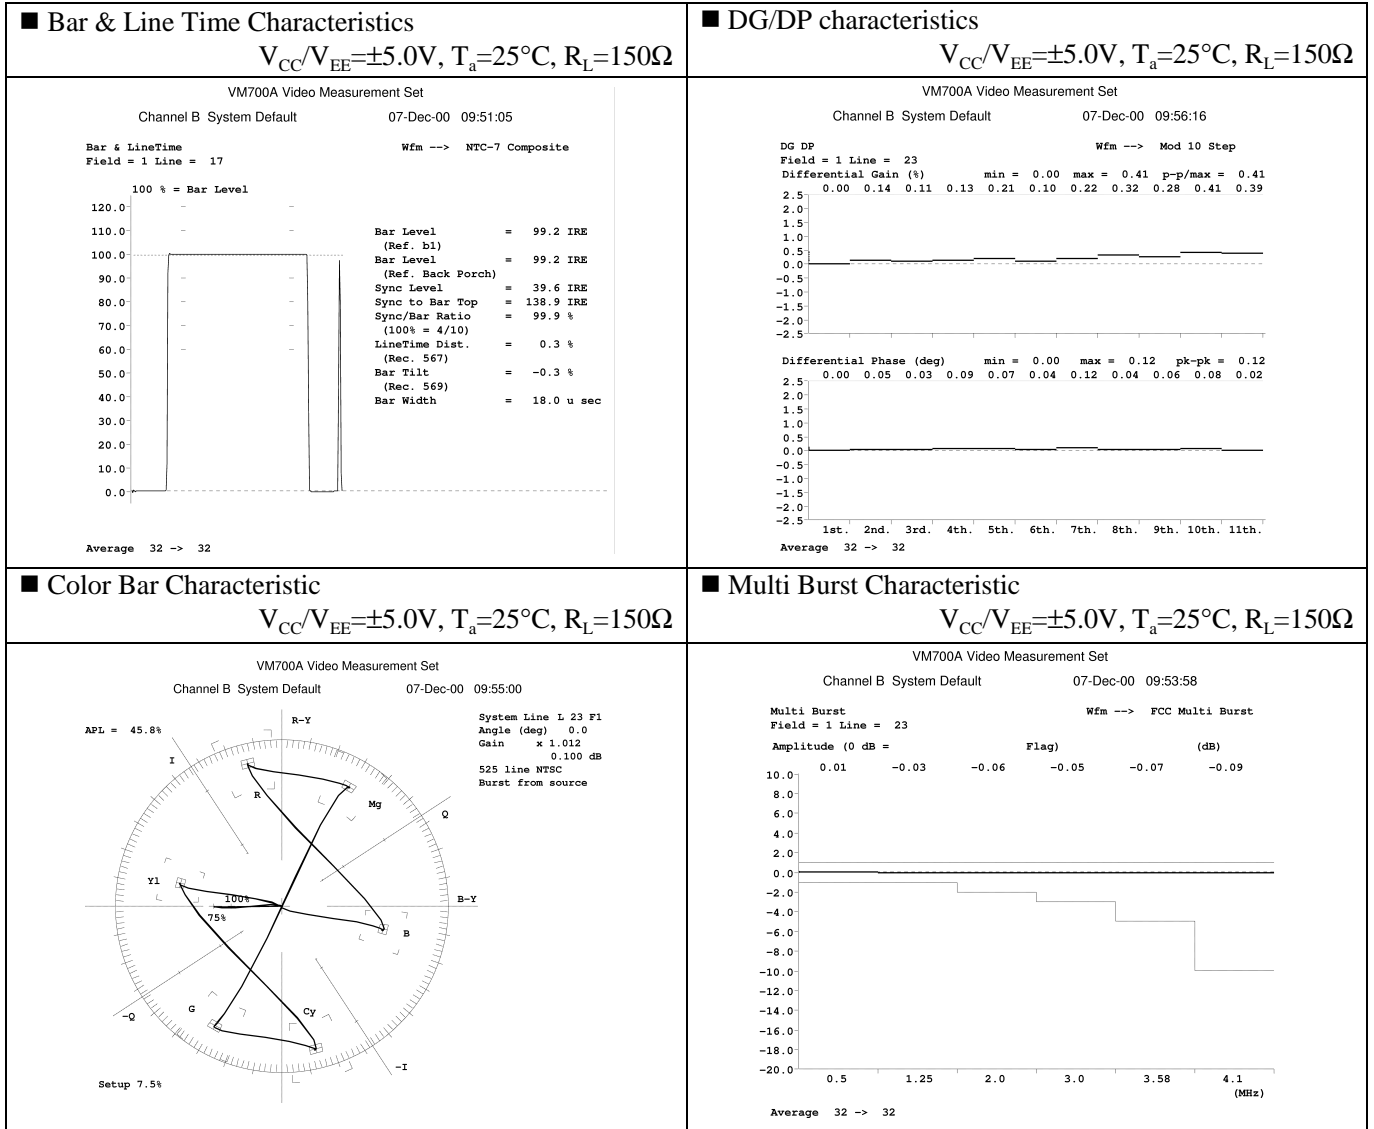 ■ Bar & Line Time Characteristics
VCC/VEE=±5.0V, Ta=25°C, RL=150Ω
VM700A Video Measurement Set
Channel B System Default 07-Dec-00 09:51:05
Bar & LineTime Wfm --> NTC-7 Composite
Field = 1 Line = 17
100 % = Bar Level
120.0
110.0
100.0
90.0
80.0
70.0
60.0
50.0
40.0
30.0
20.0
10.0
0.0
Bar Level = 99.2 IRE
(Ref. b1)
Bar Level = 99.2 IRE
(Ref. Back Porch)
Sync Level = 39.6 IRE
Sync to Bar Top = 138.9 IRE
Sync/Bar Ratio = 99.9 %
(100% = 4/10)
LineTime Dist. = 0.3 %
(Rec. 567)
Bar Tilt = -0.3 %
(Rec. 569)
Bar Width = 18.0 u sec
Average 32 -> 32
■ DG/DP characteristics
VCC/VEE=±5.0V, Ta=25°C, RL=150Ω
VM700A Video Measurement Set
Channel B System Default 07-Dec-00 09:56:16
DG DP Wfm --> Mod 10 Step
Field = 1 Line = 23
Differential Gain (%) min = 0.00 max = 0.41 p-p/max = 0.41
0.00 0.14 0.11 0.13 0.21 0.10 0.22 0.32 0.28 0.41 0.39
2.5
2.0
1.5
1.0
0.5
0.0
-0.5
-1.0
-1.5
-2.0
-2.5
Differential Phase (deg) min = 0.00 max = 0.12 pk-pk = 0.12
0.00 0.05 0.03 0.09 0.07 0.04 0.12 0.04 0.06 0.08 0.02
2.5
2.0
1.5
1.0
0.5
0.0
-0.5
-1.0
-1.5
-2.0
-2.5
1st. 2nd. 3rd. 4th. 5th. 6th. 7th. 8th. 9th. 10th. 11th.
Average 32 -> 32
■ Color Bar Characteristic
VCC/VEE=±5.0V, Ta=25°C, RL=150Ω
VM700A Video Measurement Set
Channel B System Default 07-Dec-00 09:55:00
System Line L 23 F1
Angle (deg) 0.0
Gain x 1.012
0.100 dB
525 line NTSC
Burst from source
APL = 45.8%
R-Y
I
R
Mg
Q
Yl
100%
B-Y
75%
B
G
Cy
-Q
-I
Setup 7.5%
■ Multi Burst Characteristic
VCC/VEE=±5.0V, Ta=25°C, RL=150Ω
VM700A Video Measurement Set
Channel B System Default 07-Dec-00 09:53:58
Multi Burst Wfm --> FCC Multi Burst
Field = 1 Line = 23
Amplitude (0 dB = Flag) (dB)
0.01 -0.03 -0.06 -0.05 -0.07 -0.09
10.0
8.0
6.0
4.0
2.0
0.0
-2.0
-4.0
-6.0
-8.0
-10.0
-12.0
-14.0
-16.0
-18.0
-20.0
0.5 1.25 2.0 3.0 3.58 4.1
(MHz)
Average 32 -> 32